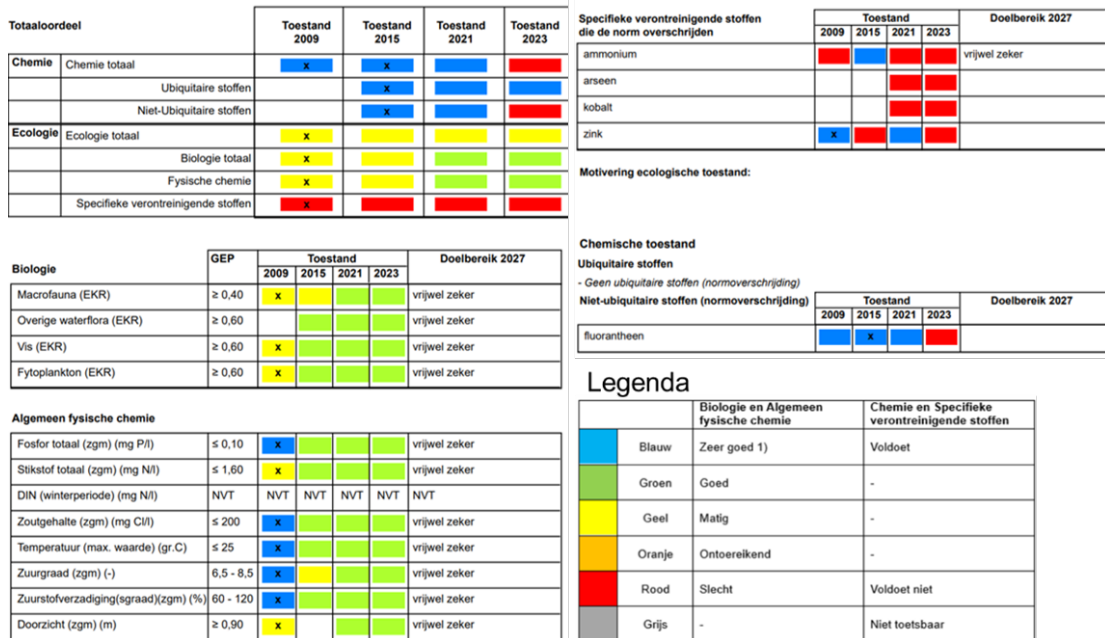 Totaaloordeel Toestand 2009 Toestand 2015 Toestand 2021 Toestand 2023
Chemie Chemie totaal x x
Ubiquitaire stoffen x
Niet-Ubiquitaire stoffen x
Ecologie Ecologie totaal x
Biologie totaal x
Fysische chemie x
Specifieke verontreinigende stoffen x
Biologie GEP Toestand Doelbereik 2027
2009 2015 2021 2023
Macrofauna (EKR) ≥ 0,40 x vrijwel zeker
Overige waterflora (EKR) ≥ 0,60 vrijwel zeker
Vis (EKR) ≥ 0,60 x vrijwel zeker
Fytoplankton (EKR) ≥ 0,60 x vrijwel zeker
Algemeen fysische chemie
Fosfor totaal (zgm) (mg P/l) ≤ 0,10 x vrijwel zeker
Stikstof totaal (zgm) (mg N/l) ≤ 1,60 x vrijwel zeker
DIN (winterperiode) (mg N/l) NVT NVT NVT NVT NVT NVT
Zoutgehalte (zgm) (mg Cl/l) ≤ 200 x vrijwel zeker
Temperatuur (max. waarde) (gr.C) ≤ 25 x vrijwel zeker
Zuurgraad (zgm) (-) 6,5 - 8,5 x vrijwel zeker
Zuurstofverzadiging(sgraad)(zgm) (%) 60 - 120 x vrijwel zeker
Doorzicht (zgm) (m) ≥ 0,90 x vrijwel zeker
Specifieke verontreinigende stoffen Toestand Doelbereik 2027
die de norm overschrijden 2009 2015 2021 2023
ammonium vrijwel zeker
arseen
kobalt
zink x
Motivering ecologische toestand:
Chemische toestand
Ubiquitaire stoffen
- Geen ubiquitaire stoffen (normoverschrijding)
Niet-ubiquitaire stoffen (normoverschrijding) Toestand Doelbereik 2027
2009 2015 2021 2023
fluorantheen x
Legenda
Biologie en Algemeen Chemie en Specifieke
fysische chemie verontreinigende stoffen
Blauw Zeer goed 1) Voldoet
Groen Goed -
Geel Matig -
Oranje Ontoereikend -
Rood Slecht Voldoet niet
Grijs - Niet toetsbaar